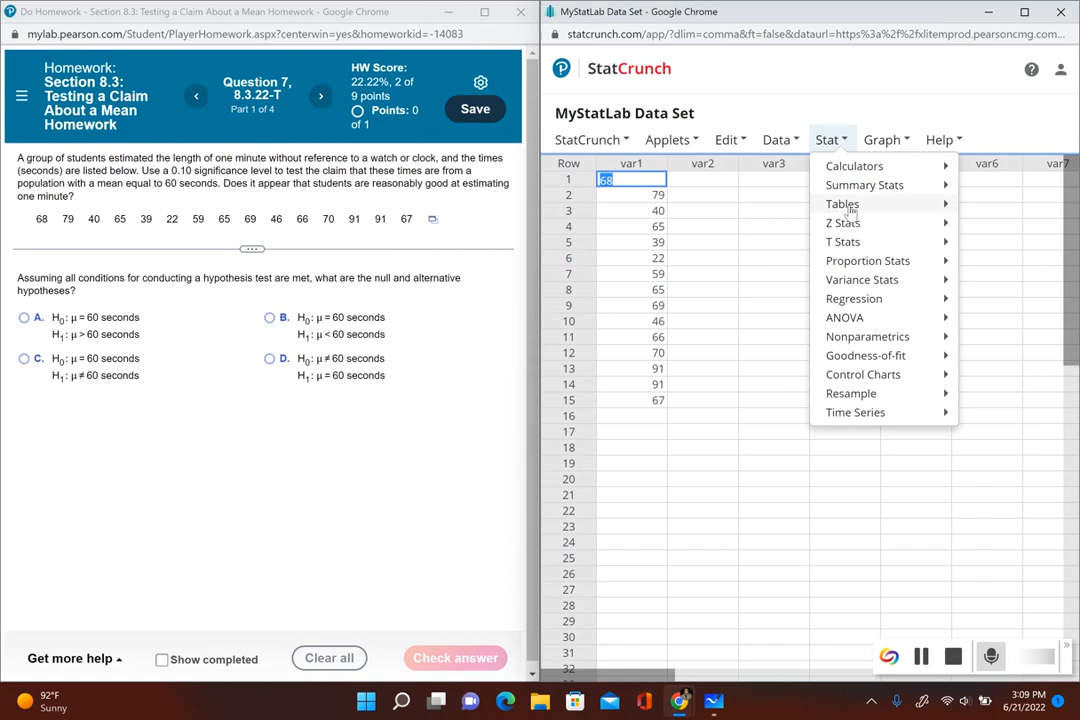 Do Homework - Section 8.3: Testing a Claim About a Mean Homework - Google Chrome
mylab.pearson.com/Student/PlayerHomework.aspx?centerwin=yes&homeworkid=-14083
Homework:
Section 8.3:
Testing a Claim
About a Mean
Homework
Question 7,
8.3.22-T
Part 1 of 4
HW Score:
22.22%, 2 of
9 points
Points: 0
of 1
Save
A group of students estimated the length of one minute without reference to a watch or clock, and the times
(seconds) are listed below. Use a 0.10 significance level to test the claim that these times are from a
population with a mean equal to 60 seconds. Does it appear that students are reasonably good at estimating
one minute?
68 79 40 65 39 22 59 65 69 46 66 70 91 91 67
Assuming all conditions for conducting a hypothesis test are met, what are the null and alternative
hypotheses?
A. H0: μ = 60 seconds
H1: μ > 60 seconds
B. H0: μ = 60 seconds
H1: μ < 60 seconds
C. H0: μ = 60 seconds
H1: μ ≠ 60 seconds
D. H0: μ ≠ 60 seconds
H1: μ = 60 seconds
Get more help
Show completed
Clear all
Check answer
MyStatLab Data Set - Google Chrome
statcrunch.com/app/?dlim=comma&ft=false&dataurl=https%3a%2f%2fxlitemprod.pearsoncmg.com...
StatCrunch
MyStatLab Data Set
StatCrunch Applets Edit Data Stat Graph Help
Row var1 var2 var3 var6 var7
1 68
2 79
3 40
4 65
5 39
6 22
7 59
8 65
9 69
10 46
11 66
12 70
13 91
14 91
15 67
16
17
18
19
20
21
22
23
24
25
26
27
28
29
30
31
32
Calculators
Summary Stats
Tables
Z Stats
T Stats
Proportion Stats
Variance Stats
Regression
ANOVA
Nonparametrics
Goodness-of-fit
Control Charts
Resample
Time Series
92°F
Sunny
3:09 PM
6/21/2022
1